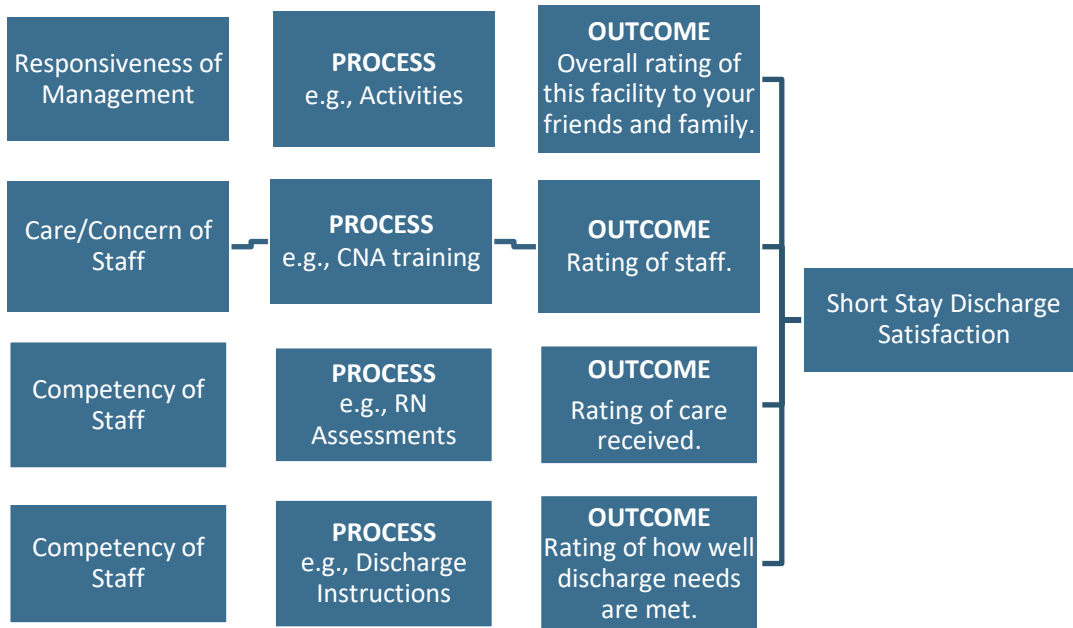 Responsiveness of
Management
PROCESS
e.g., Activities
OUTCOME
Overall rating of
this facility to your
friends and family.
Care/Concern of
Staff
PROCESS
e.g., CNA training
OUTCOME
Rating of staff.
Short Stay Discharge
Satisfaction
Competency of
Staff
PROCESS
e.g., RN
Assessments
OUTCOME
Rating of care
received.
Competency of
Staff
PROCESS
e.g., Discharge
Instructions
OUTCOME
Rating of how well
discharge needs
are met.